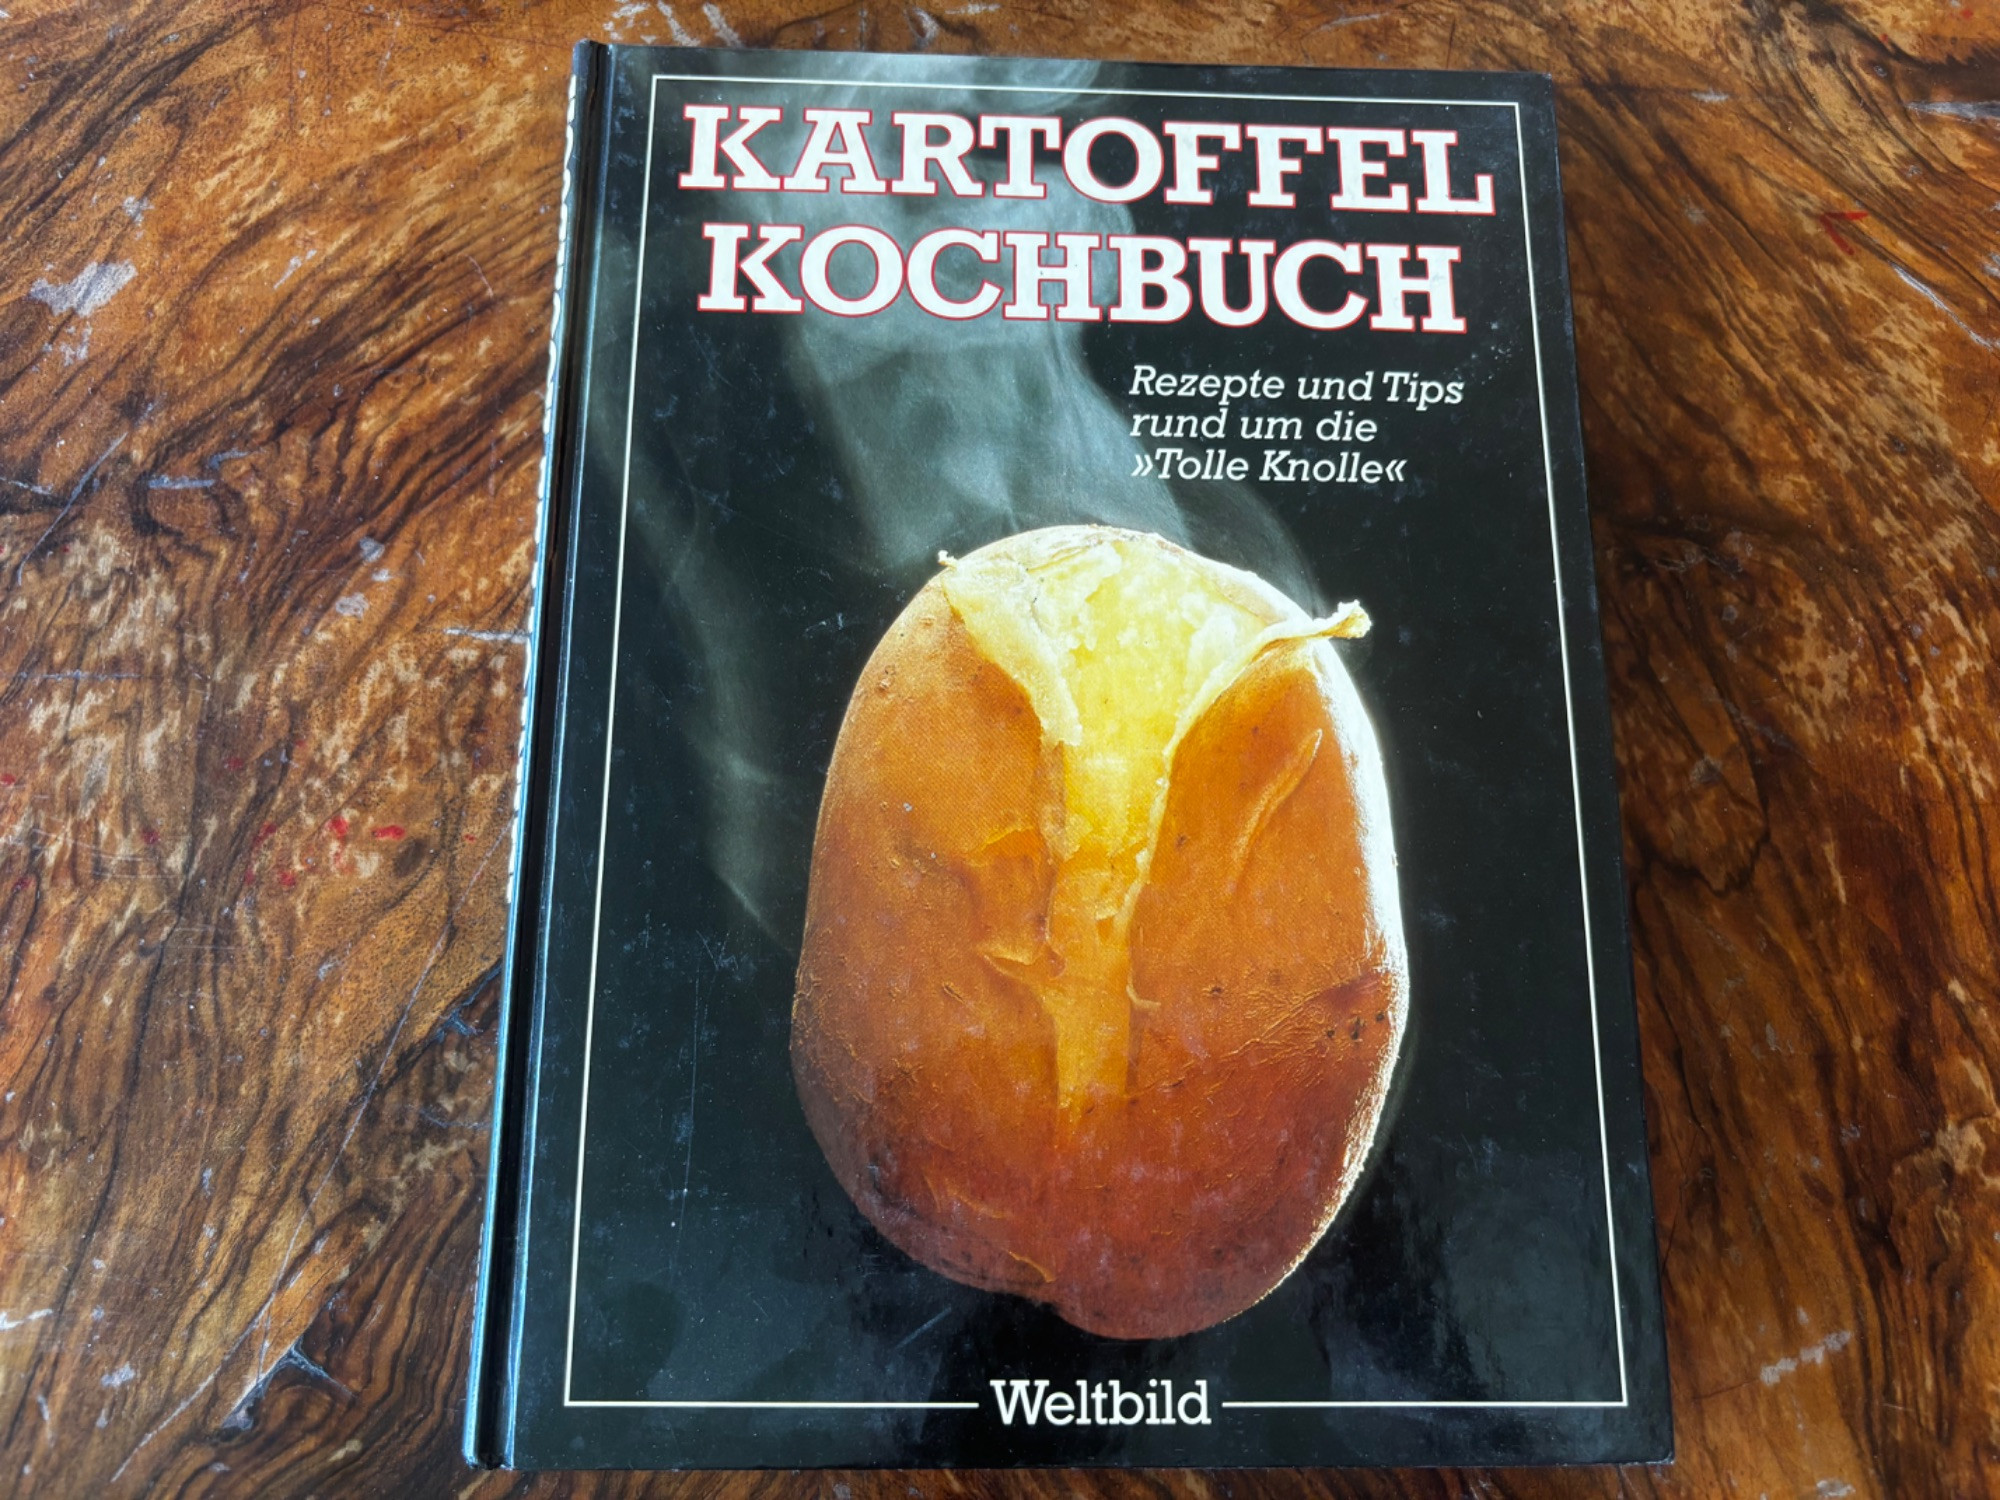 KARTOFFEL
KOCHBUCH
Rezepte und Tips
rund um die
»Tolle Knolle«
Weltbild